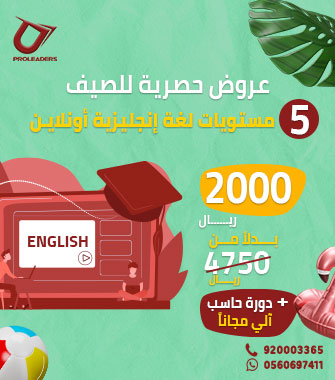 PROLEADERS
عروض حصرية للصيف
5 مستويات لغة إنجليزية أونلاين
2000
ريـــال
بدلاً من
4750
ريال
ENGLISH
+ دورة حاسب
آلي مجاناً
920003365
0560697411